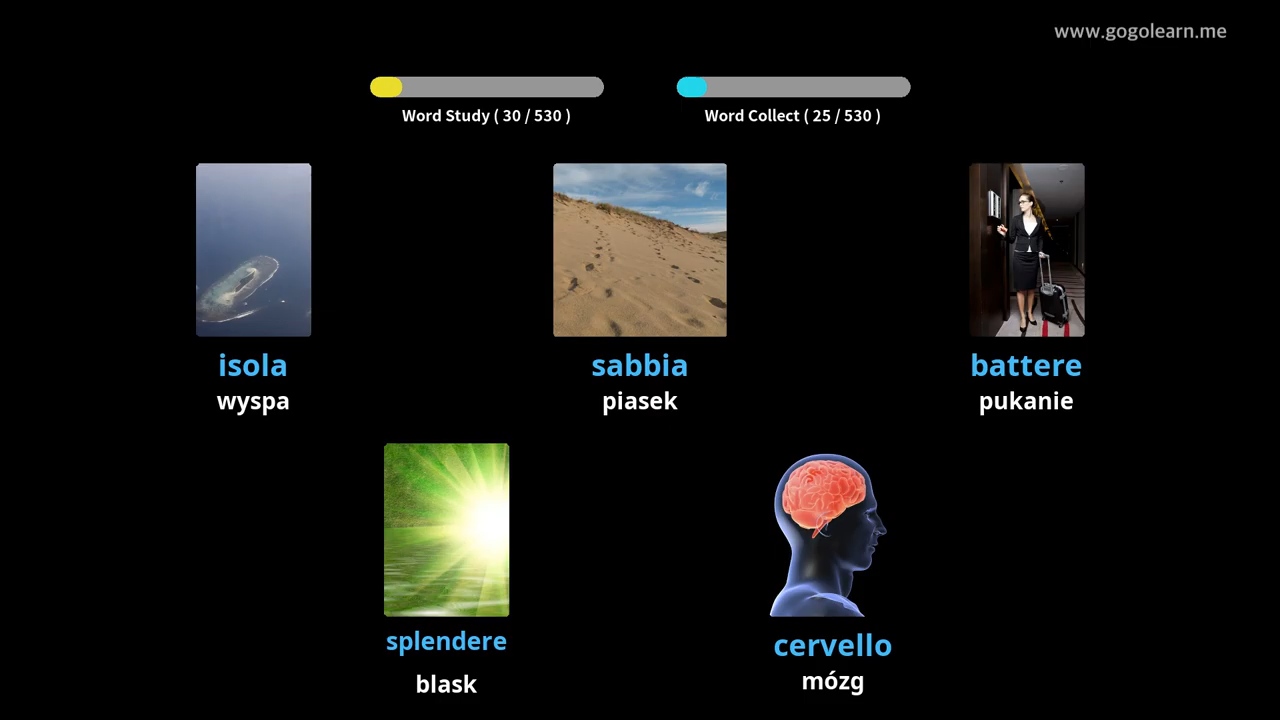 www.gogolearn.me
Word Study ( 30 / 530 )
Word Collect ( 25 / 530 )
isola
wyspa
sabbia
piasek
battere
pukanie
splendere
blask
cervello
mózg